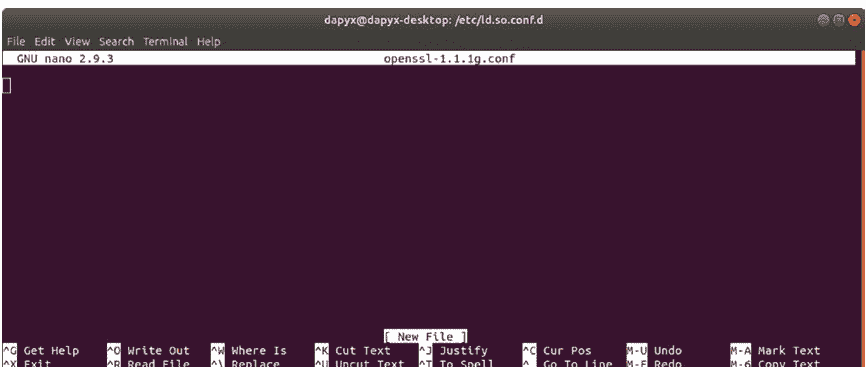 dapyx@dapyx-desktop: /etc/ld.so.conf.d
File Edit View Search Terminal Help
GNU nano 2.9.3 openssl-1.1.1g.conf
[ New File ]
^G Get Help ^O Write Out ^W Where Is ^K Cut Text ^J Justify ^C Cur Pos M-U Undo M-A Mark Text
^X Exit ^R Read File ^\ Replace ^U Uncut Text ^T To Spell ^_ Go To Line M-E Redo M-6 Copy Text